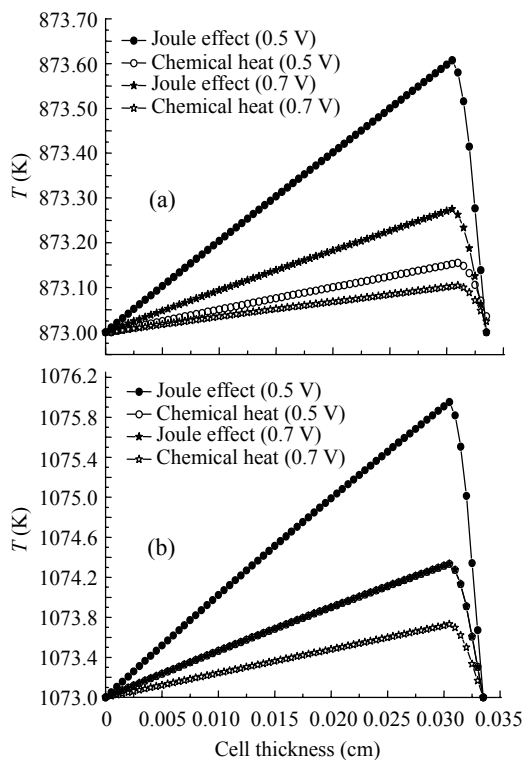 873.70
873.60
873.50
873.40
873.30
873.20
873.10
873.00
T (K)
Joule effect (0.5 V)
Chemical heat (0.5 V)
Joule effect (0.7 V)
Chemical heat (0.7 V)
(a)
1076.2
1075.8
1075.4
1075.0
1074.6
1074.2
1073.8
1073.4
1073.0
T (K)
Joule effect (0.5 V)
Chemical heat (0.5 V)
Joule effect (0.7 V)
Chemical heat (0.7 V)
(b)
0 0.005 0.010 0.015 0.020 0.025 0.030 0.035
Cell thickness (cm)